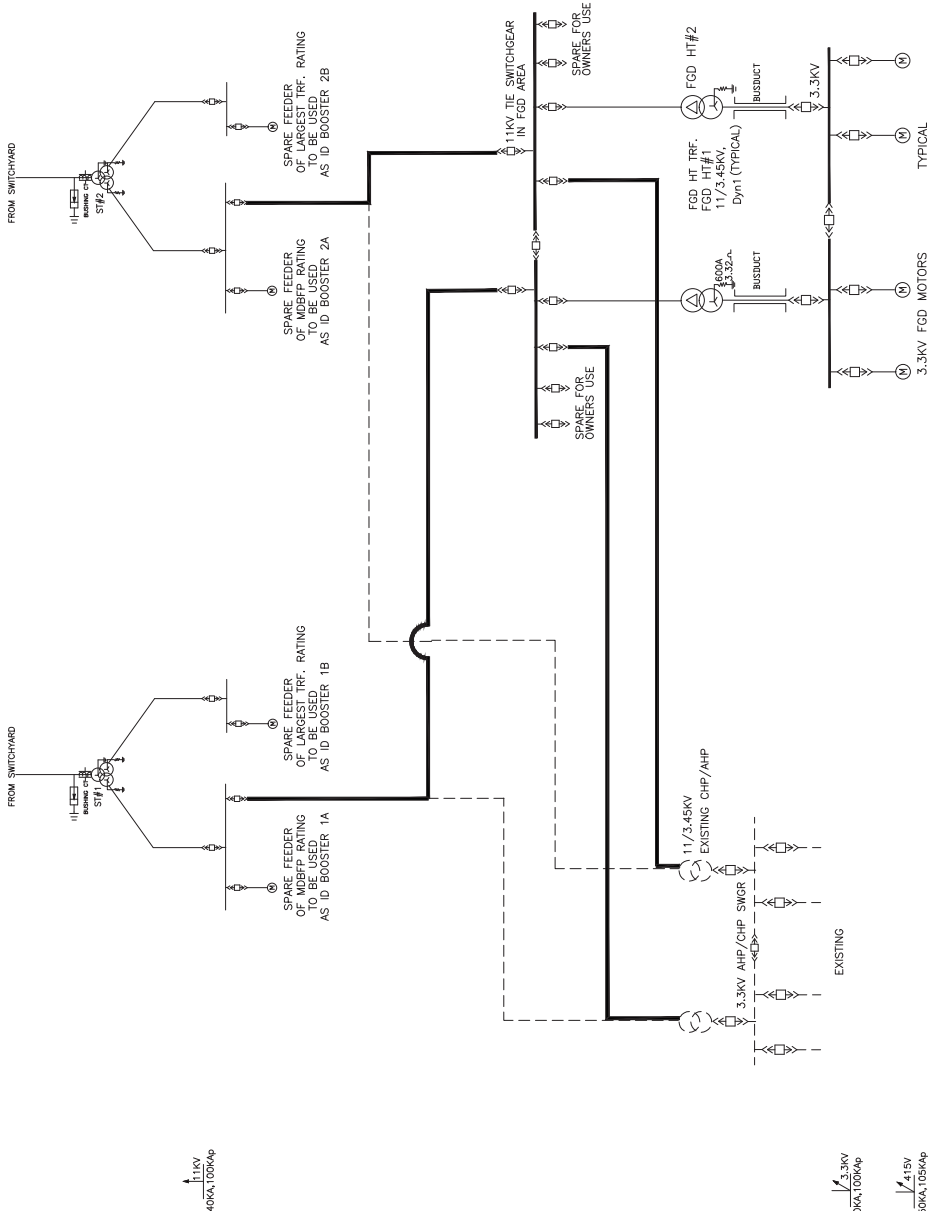 FROM SWITCHYARD
BUSHING CT
ST#1
SPARE FEEDER
OF MDBFP RATING
TO BE USED
AS ID BOOSTER 1A
SPARE FEEDER
OF LARGEST TRF. RATING
TO BE USED
AS ID BOOSTER 1B
M
M
FROM SWITCHYARD
BUSHING CT
ST#2
SPARE FEEDER
OF MDBFP RATING
TO BE USED
AS ID BOOSTER 2A
SPARE FEEDER
OF LARGEST TRF. RATING
TO BE USED
AS ID BOOSTER 2B
M
M
11KV
40KA,100KAp
11KV TIE SWITCHGEAR
IN FGD AREA
SPARE FOR
OWNERS USE
SPARE FOR
OWNERS USE
FGD HT TRF.
FGD HT#1
11/3.45KV,
Dyn1 (TYPICAL)
FGD HT#2
600A
3.32Ω
BUSDUCT
BUSDUCT
3.3KV
M
M
M
M
3.3KV FGD MOTORS
TYPICAL
11/3.45KV
EXISTING CHP/AHP
3.3KV AHP/CHP SWGR
EXISTING
3.3KV
0KA,100KAp
415V
50KA,105KAp